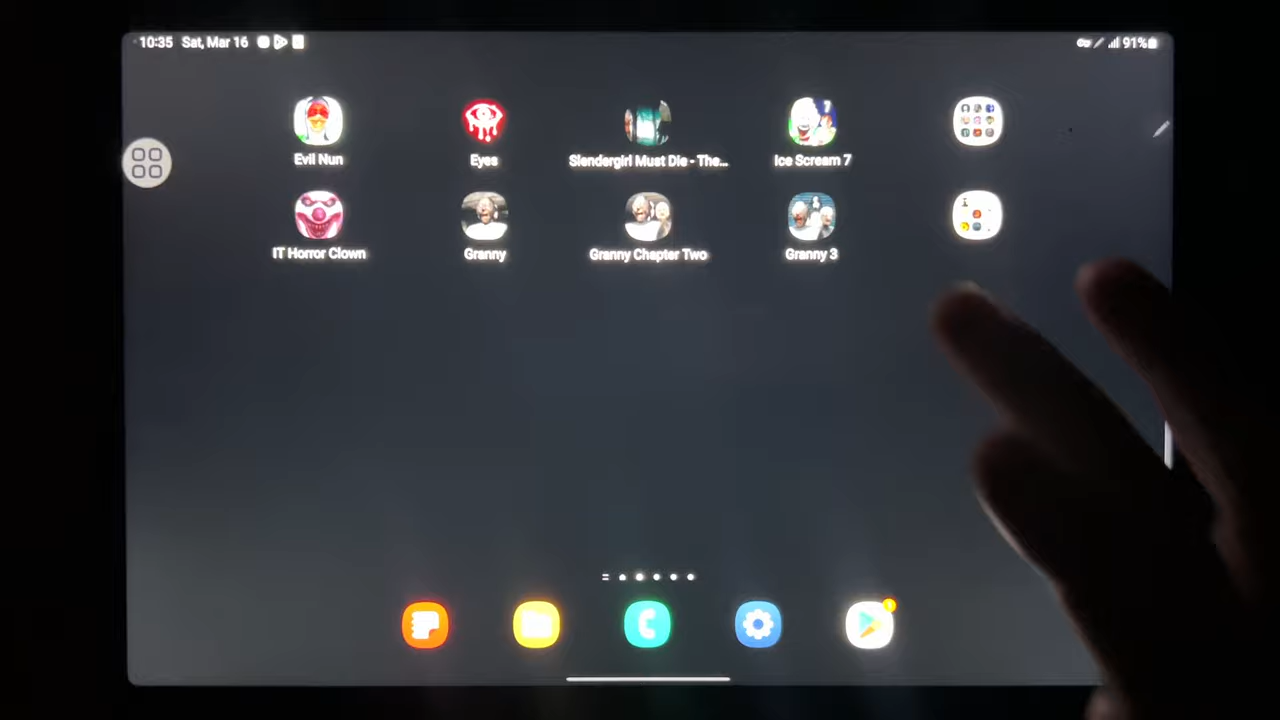 10:35 Sat, Mar 16
91%
Evil Nun
Eyes
Slendergirl Must Die - The...
Ice Scream 7
IT Horror Clown
Granny
Granny Chapter Two
Granny 3